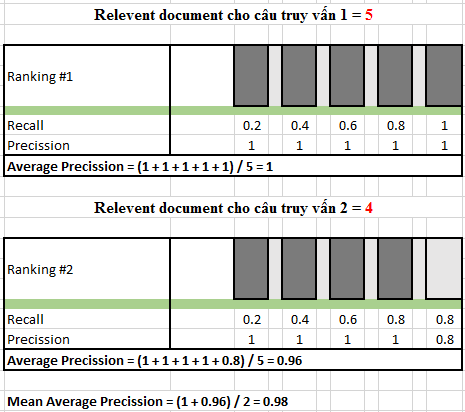 Relevent document cho câu truy vấn 1 = 5
Ranking #1
Recall 0.2 0.4 0.6 0.8 1
Precission 1 1 1 1 1
Average Precission = (1 + 1 + 1 + 1 + 1) / 5 = 1
Relevent document cho câu truy vấn 2 = 4
Ranking #2
Recall 0.2 0.4 0.6 0.8 0.8
Precission 1 1 1 1 0.8
Average Precission = (1 + 1 + 1 + 1 + 0.8) / 5 = 0.96
Mean Average Precission = (1 + 0.96) / 2 = 0.98